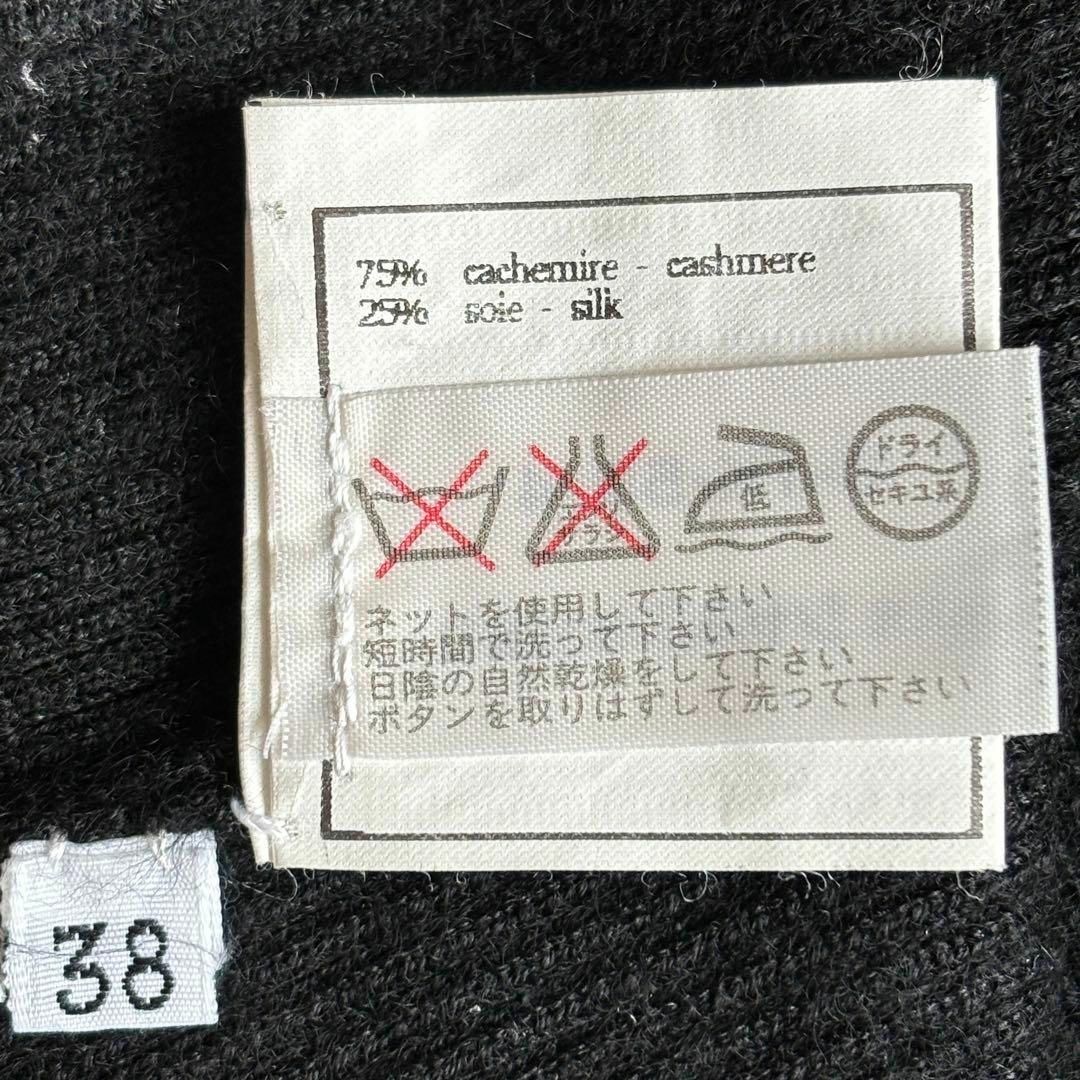 75% cachemire - cashmere
25% soie - silk
低
ドライ
セキユ系
ネットを使用して下さい
短時間で洗って下さい
日陰の自然乾燥をして下さい
ボタンを取りはずして洗って下さい
38